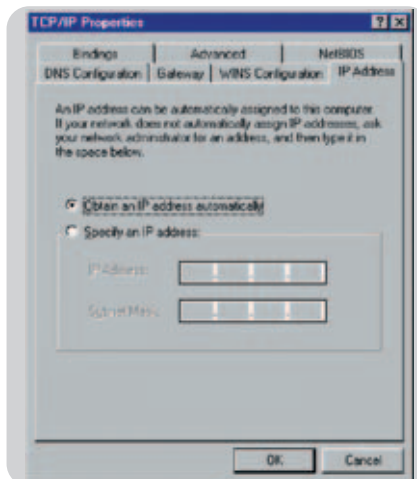 TCP/IP Properties
Bindings Advanced NetBIOS
DNS Configuration Gateway WINS Configuration IP Address
An IP address can be automatically assigned to this computer.
If your network does not automatically assign IP addresses, ask
your network administrator for an address, and then type it in
the space below.
Obtain an IP address automatically
Specify an IP address:
IP Address:
Subnet Mask:
OK Cancel